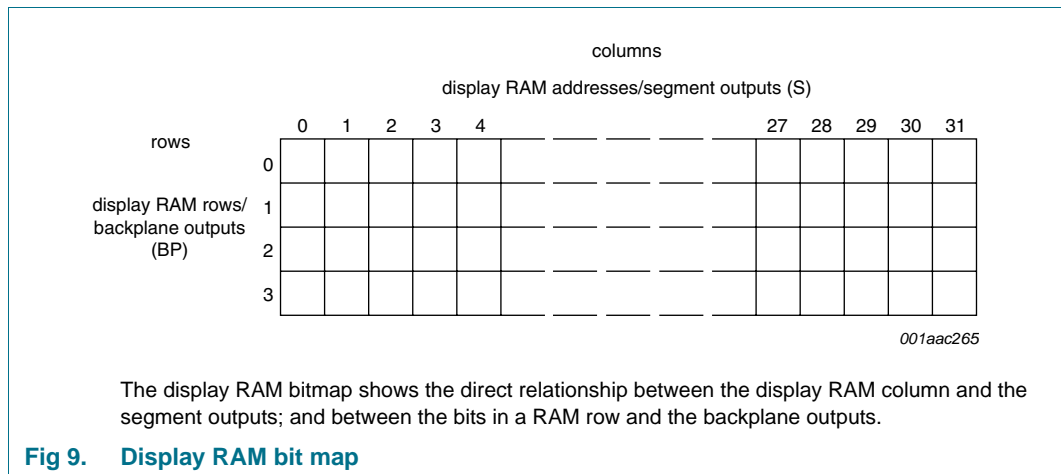 columns
display RAM addresses/segment outputs (S)
0 1 2 3 4 27 28 29 30 31
rows
0
display RAM rows/
backplane outputs
(BP)
1
2
3
001aac265
The display RAM bitmap shows the direct relationship between the display RAM column and the
segment outputs; and between the bits in a RAM row and the backplane outputs.
Fig 9. Display RAM bit map